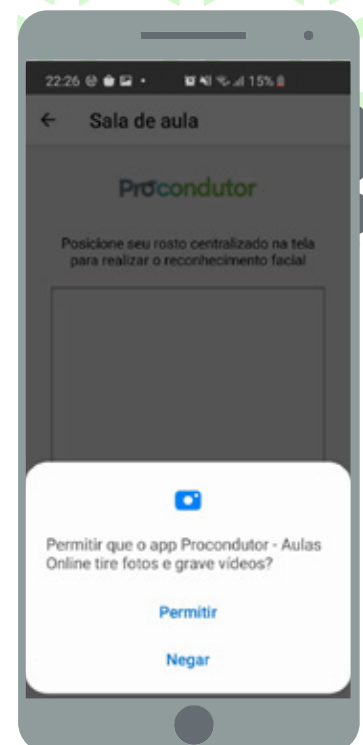 22:26
15%
Sala de aula
Procondutor
Posicione seu rosto centralizado na tela
para realizar o reconhecimento facial
Permitir que o app Procondutor - Aulas
Online tire fotos e grave vídeos?
Permitir
Negar